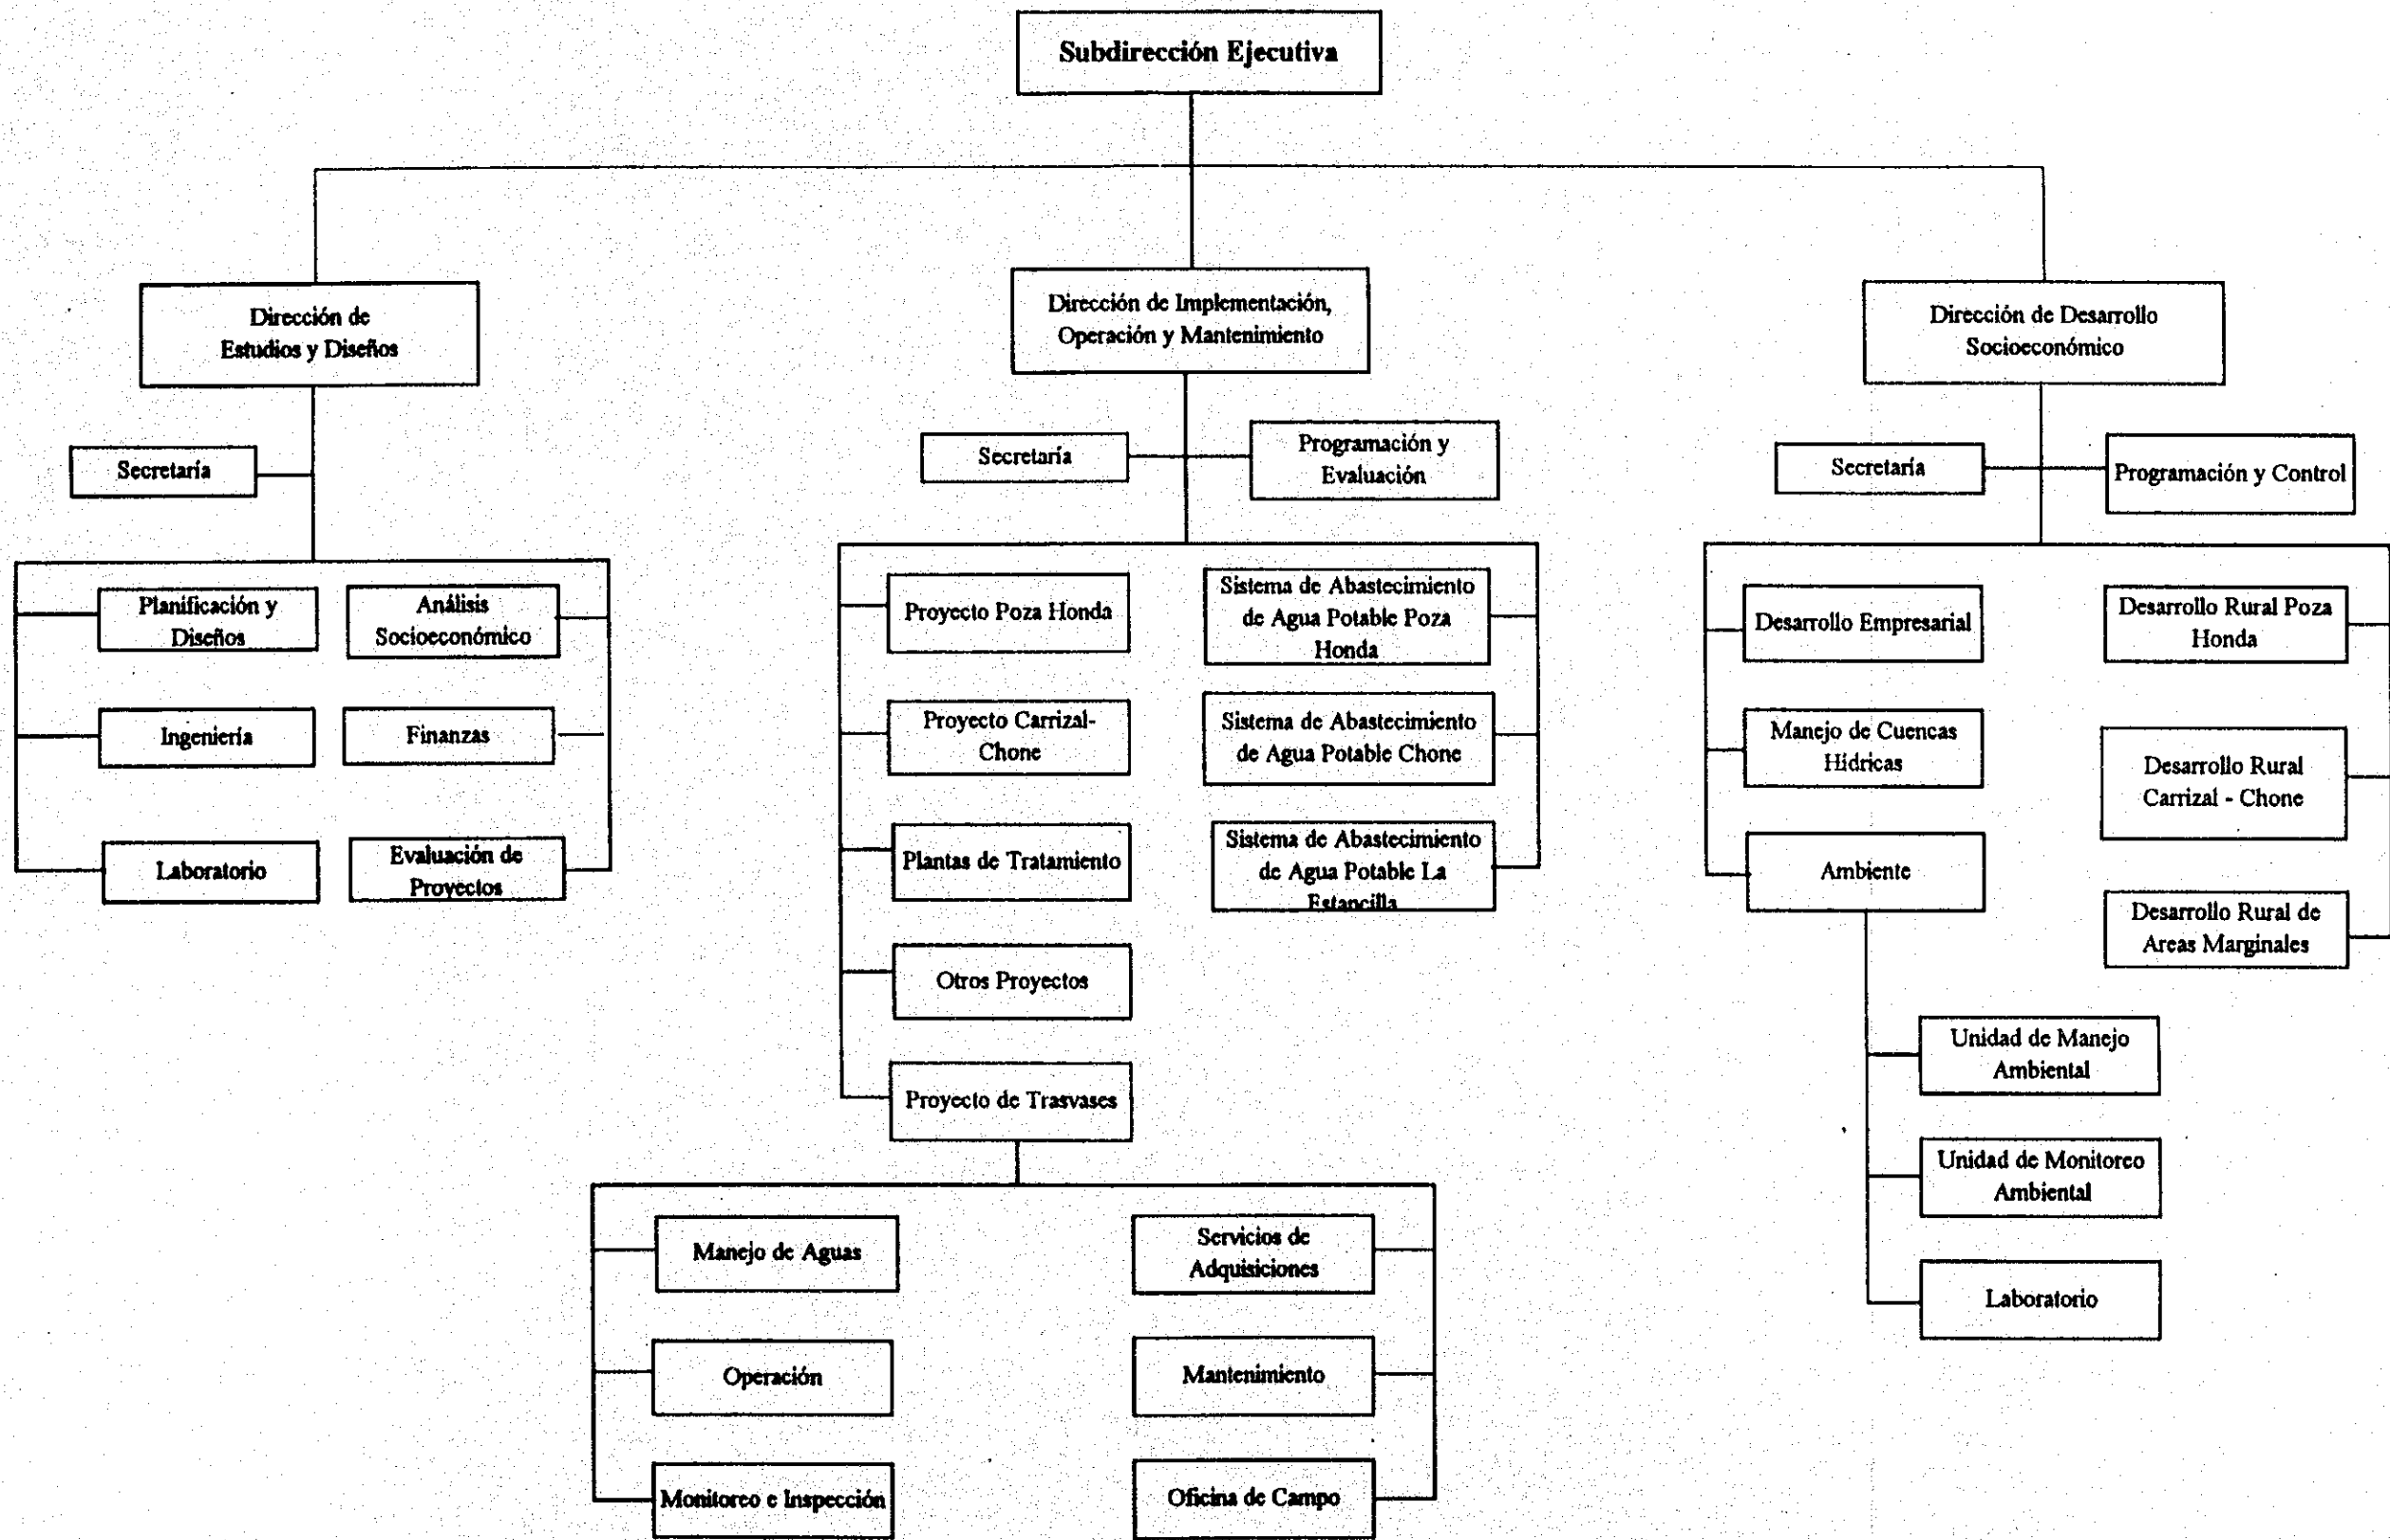 Subdirección Ejecutiva
Dirección de
Estudios y Diseños
Dirección de Implementación,
Operación y Mantenimiento
Dirección de Desarrollo
Socioeconómico
Secretaría
Secretaría
Programación y
Evaluación
Secretaría
Programación y Control
Planificación y
Diseños
Análisis
Socioeconómico
Ingeniería
Finanzas
Laboratorio
Evaluación de
Proyectos
Proyecto Poza Honda
Sistema de Abastecimiento
de Agua Potable Poza
Honda
Proyecto Carrizal-
Chone
Sistema de Abastecimiento
de Agua Potable Chone
Plantas de Tratamiento
Sistema de Abastecimiento
de Agua Potable La
Estancilla
Otros Proyectos
Proyecto de Trasvases
Manejo de Aguas
Servicios de
Adquisiciones
Operación
Mantenimiento
Monitoreo e Inspección
Oficina de Campo
Desarrollo Empresarial
Desarrollo Rural Poza
Honda
Manejo de Cuencas
Hídricas
Desarrollo Rural
Carrizal - Chone
Ambiente
Desarrollo Rural de
Areas Marginales
Unidad de Manejo
Ambiental
Unidad de Monitoreo
Ambiental
Laboratorio